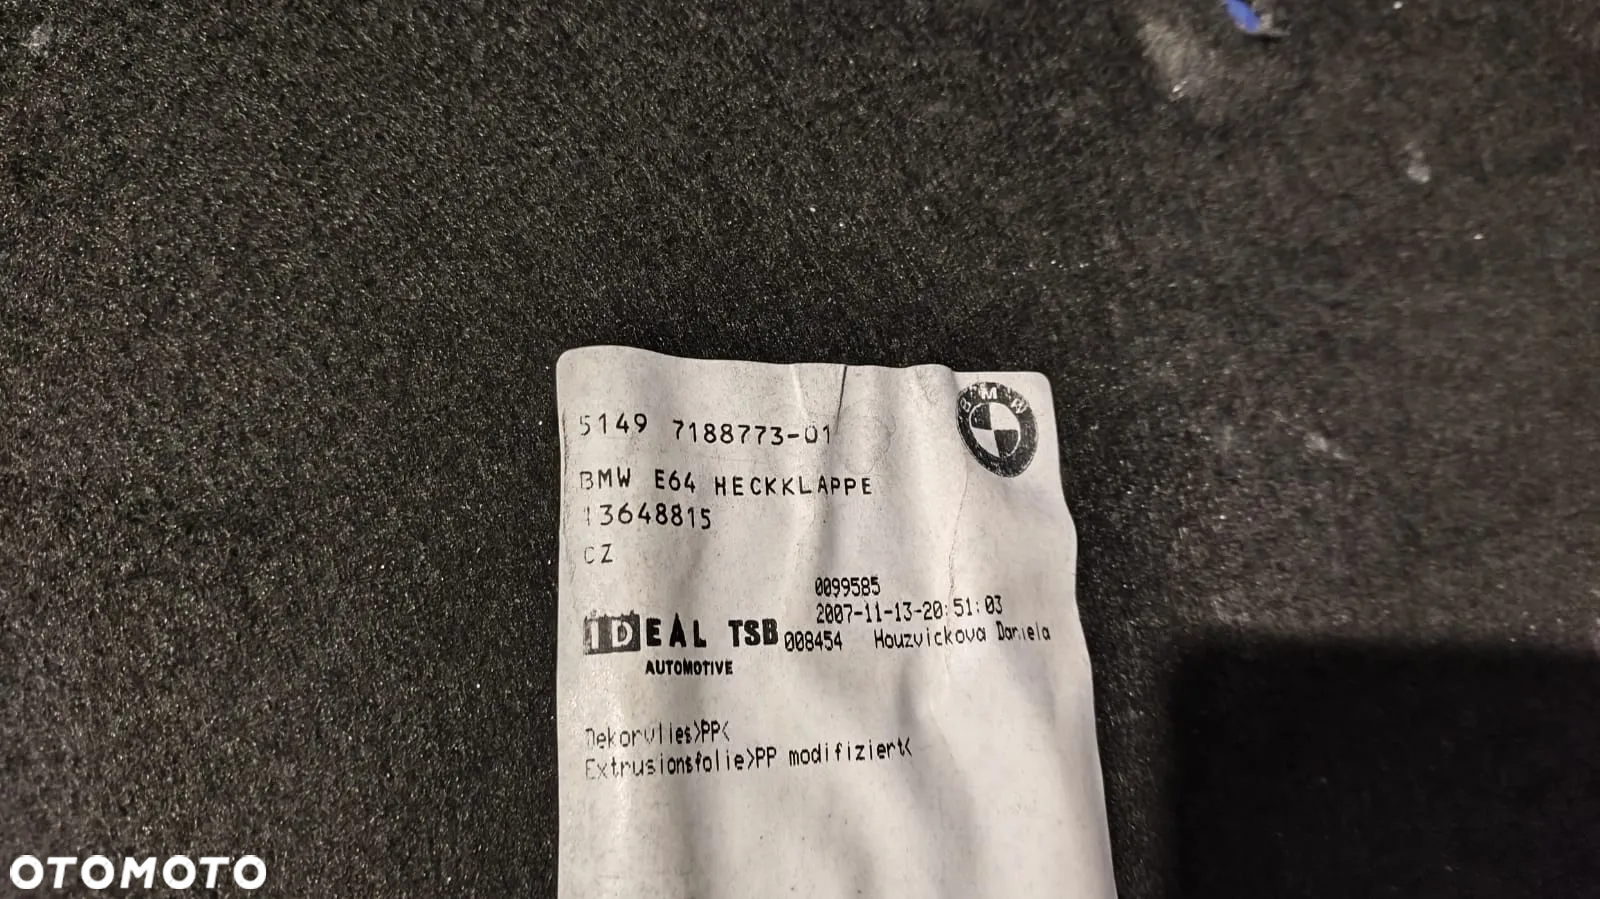 5149 7188773-01
BMW
BMW E64 HECKKLAPPE
13648815
CZ
0099585
2007-11-13-20:51:03
IDEAL TSB 008454 Houzvickova Daniela
AUTOMOTIVE
Dekorvlies>PP<
Extrusionsfolie>PP modifiziert<
OTOMOTO